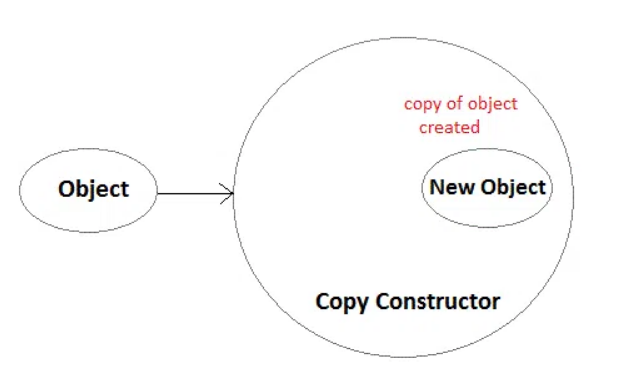 copy of object
created
Object
New Object
Copy Constructor